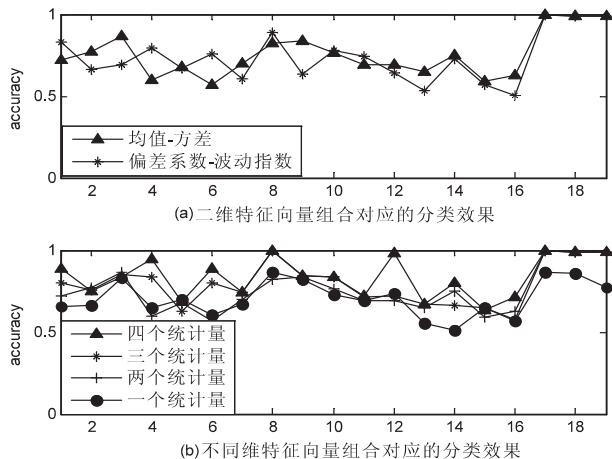 1
0.5
0
accuracy
均值-方差
偏差系数-波动指数
2 4 6 8 10 12 14 16 18
(a)二维特征向量组合对应的分类效果
1
0.5
0
accuracy
四个统计量
三个统计量
两个统计量
一个统计量
2 4 6 8 10 12 14 16 18
(b)不同维特征向量组合对应的分类效果